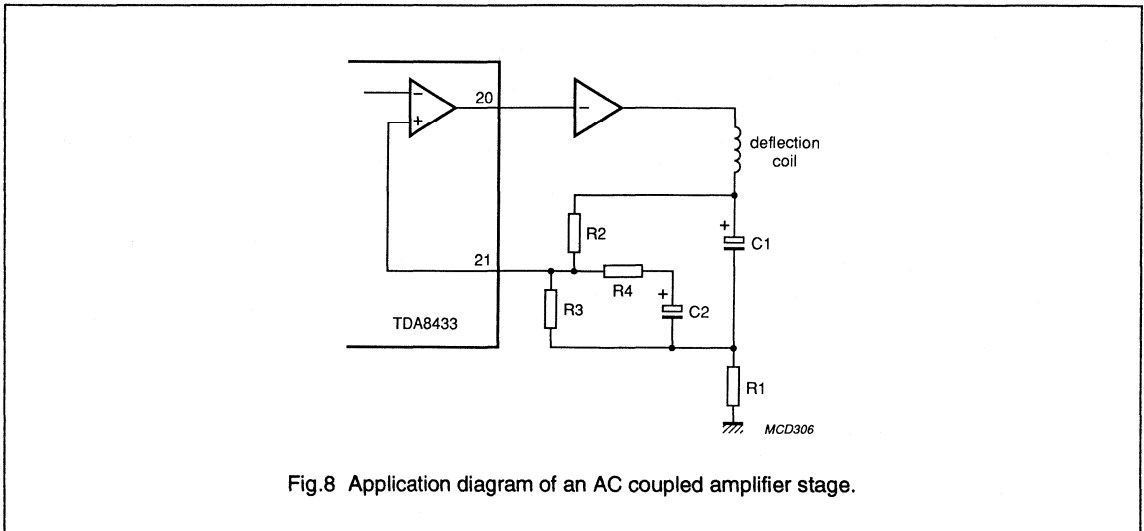 −
+
20
−
deflection
coil
R2
+
C1
21
R4
+
R3
C2
TDA8433
R1
MCD306
Fig.8 Application diagram of an AC coupled amplifier stage.